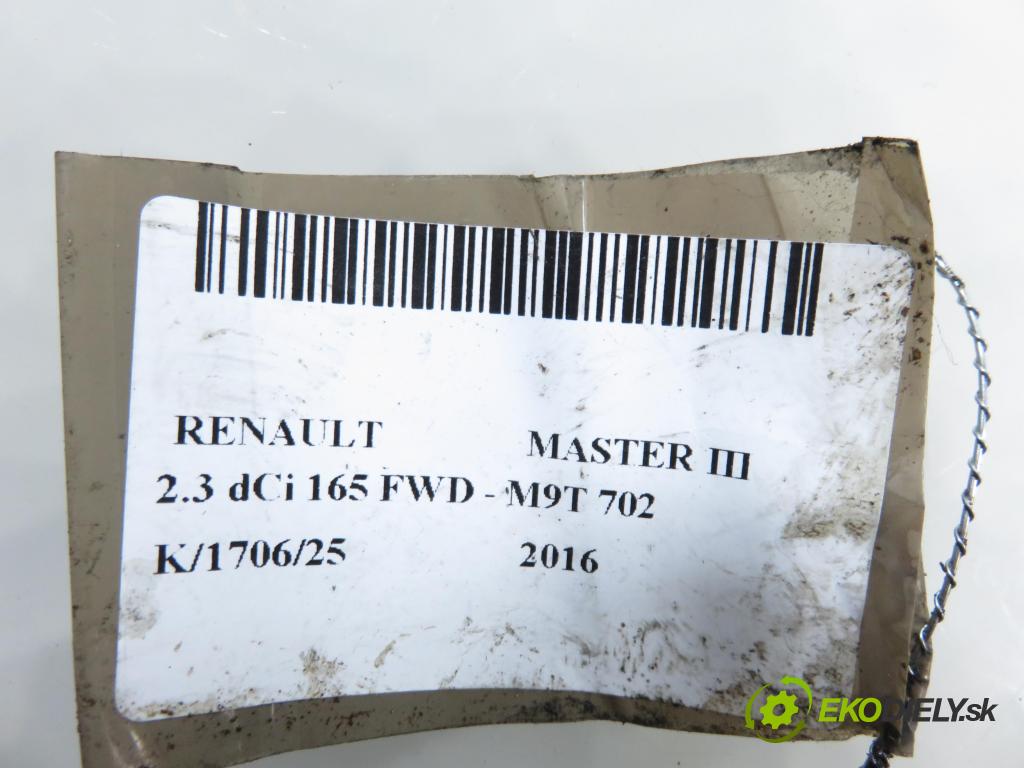 RENAULT MASTER III
2.3 dCi 165 FWD - M9T 702
K/1706/25 2016
EKODIELY.sk